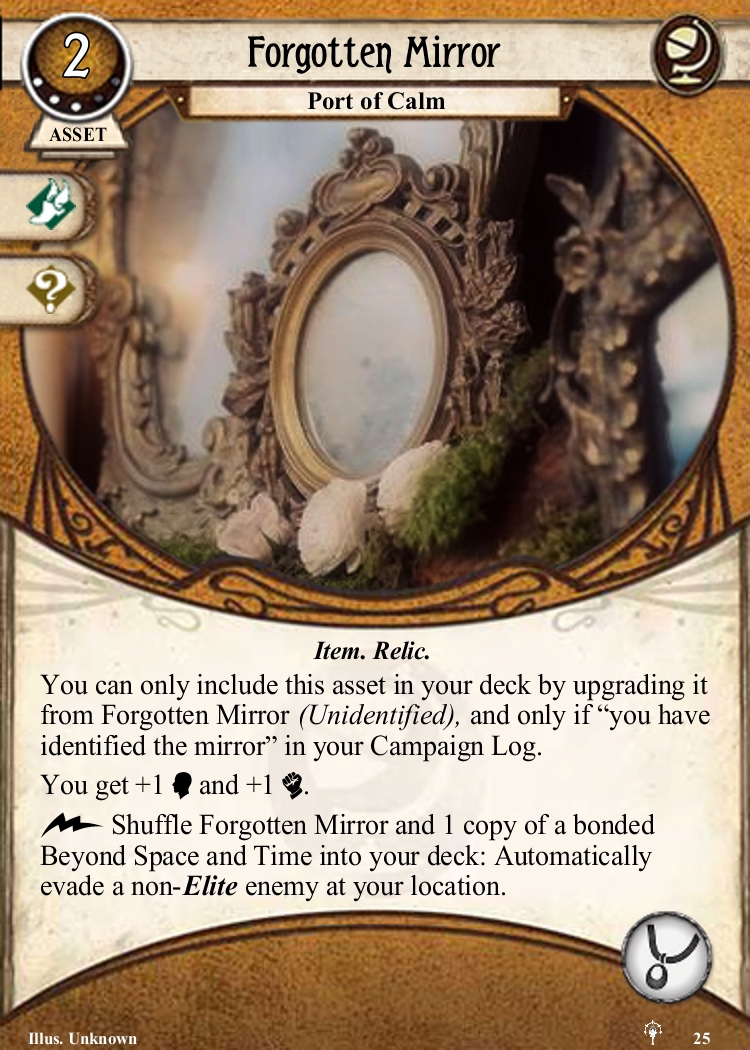 2
Forgotten Mirror
Port of Calm
ASSET
?
Item. Relic.
You can only include this asset in your deck by upgrading it
from Forgotten Mirror (Unidentified), and only if “you have
identified the mirror” in your Campaign Log.
You get +1 and +1 .
Shuffle Forgotten Mirror and 1 copy of a bonded
Beyond Space and Time into your deck: Automatically
evade a non-Elite enemy at your location.
Illus. Unknown
25